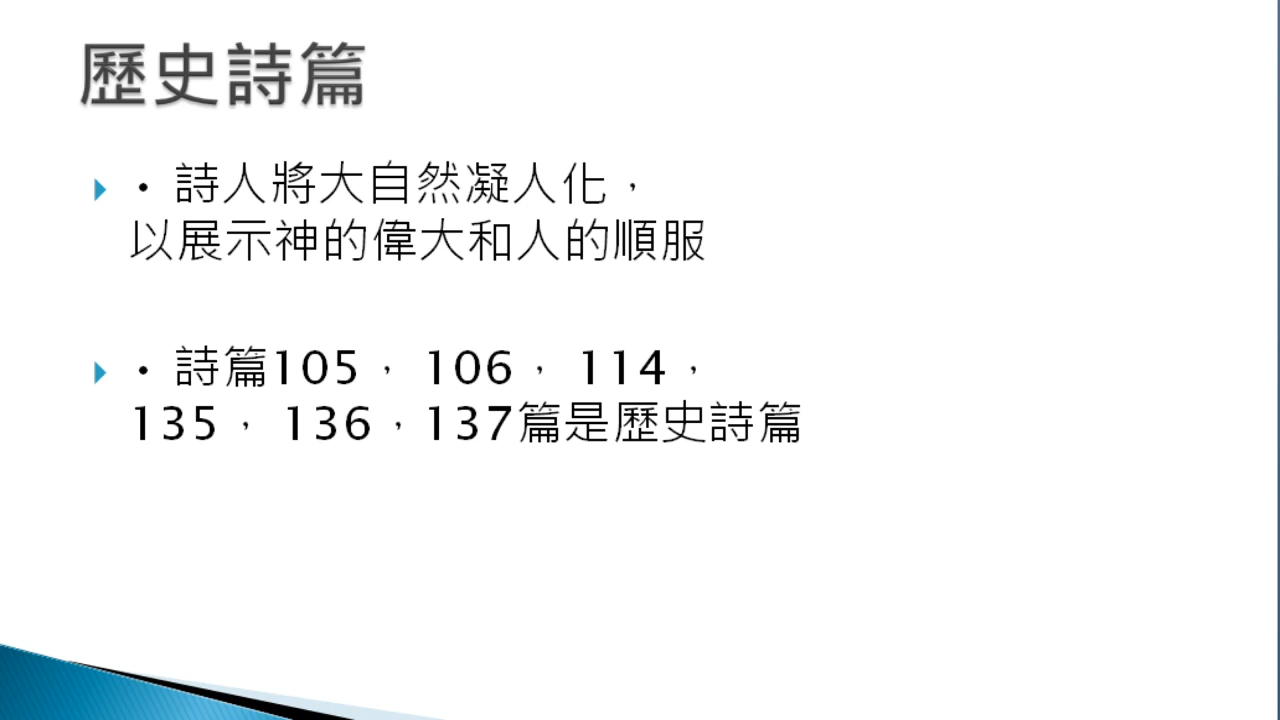 歷史詩篇
• 詩人將大自然凝人化，
以展示神的偉大和人的順服
• 詩篇105， 106， 114，
135， 136，137篇是歷史詩篇